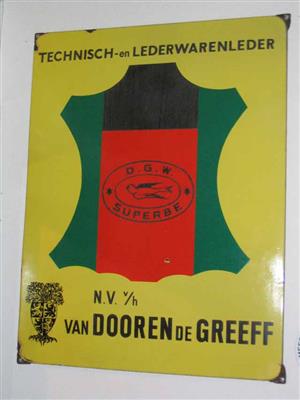 TECHNISCH-en LEDERWARENLEDER
D.G.W
SUPERBE
N.V. v/h
VAN DOOREN DE GREEFF